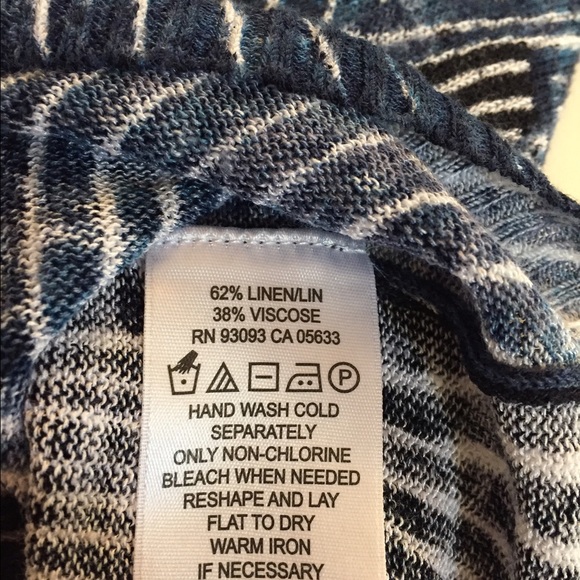 62% LINEN/LIN
38% VISCOSE
RN 93093 CA 05633
P
HAND WASH COLD
SEPARATELY
ONLY NON-CHLORINE
BLEACH WHEN NEEDED
RESHAPE AND LAY
FLAT TO DRY
WARM IRON
IF NECESSARY